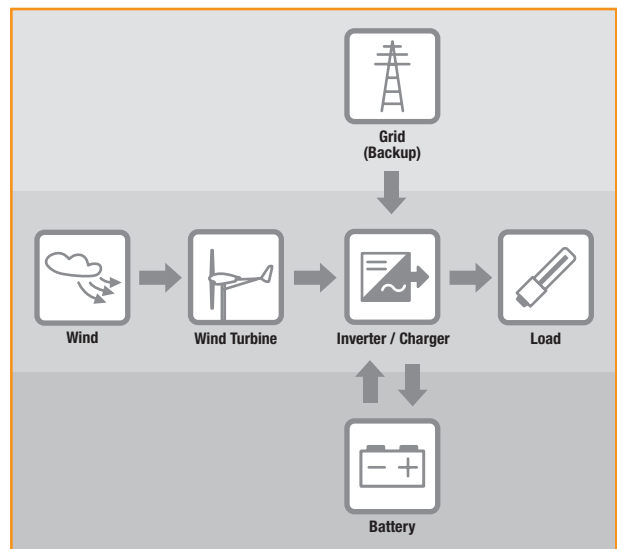 Grid
(Backup)
Wind
Wind Turbine
Inverter / Charger
Load
Battery